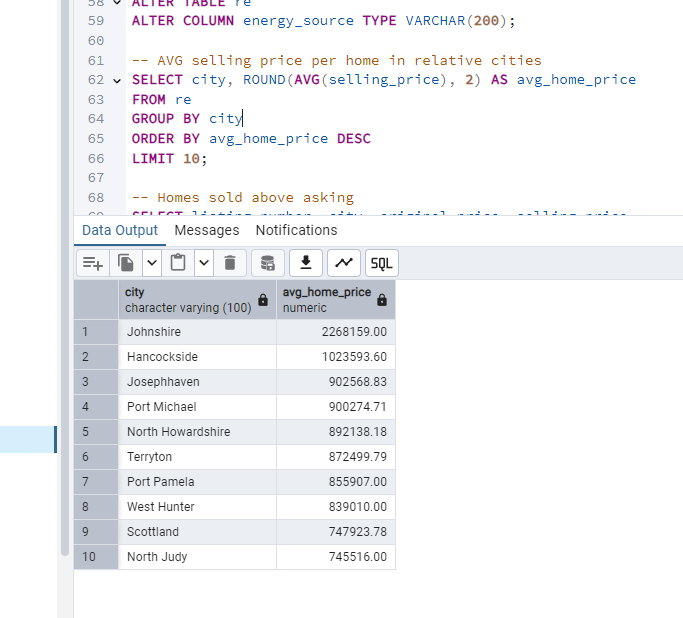 58 ALTER TABLE re
59 ALTER COLUMN energy_source TYPE VARCHAR(200);
60
61 -- AVG selling price per home in relative cities
62 SELECT city, ROUND(AVG(selling_price), 2) AS avg_home_price
63 FROM re
64 GROUP BY city
65 ORDER BY avg_home_price DESC
66 LIMIT 10;
67
68 -- Homes sold above asking
69 SELECT listing_number, city, original_price, selling_price
Data Output Messages Notifications
SQL
city avg_home_price
character varying (100) numeric
1 Johnshire 2268159.00
2 Hancockside 1023593.60
3 Josephhaven 902568.83
4 Port Michael 900274.71
5 North Howardshire 892138.18
6 Terryton 872499.79
7 Port Pamela 855907.00
8 West Hunter 839010.00
9 Scottland 747923.78
10 North Judy 745516.00